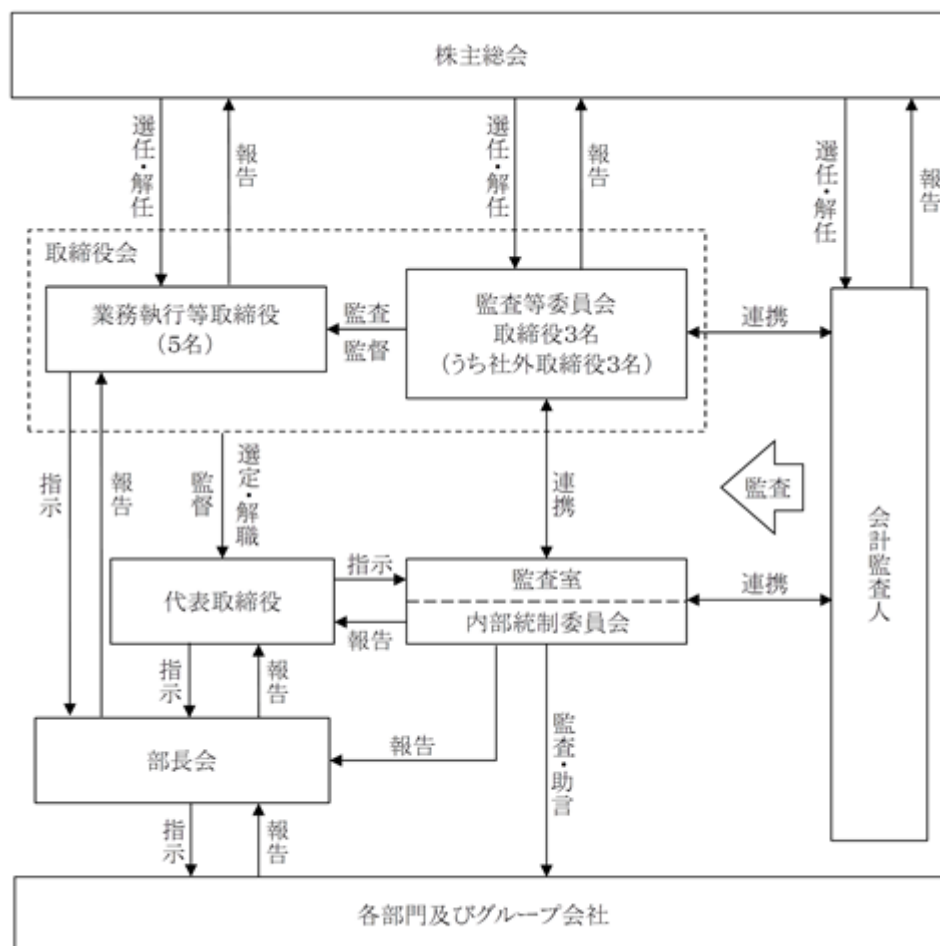 株主総会
選任・解任
報告
選任・解任
報告
選任・解任
報告
取締役会
業務執行等取締役
（5名）
監査
監督
監査等委員会
取締役3名
（うち社外取締役3名）
連携
会計監査人
指示
報告
監督
選定・解職
連携
監査
代表取締役
指示
報告
監査室
内部統制委員会
連携
指示
報告
部長会
報告
監査・助言
指示
報告
各部門及びグループ会社